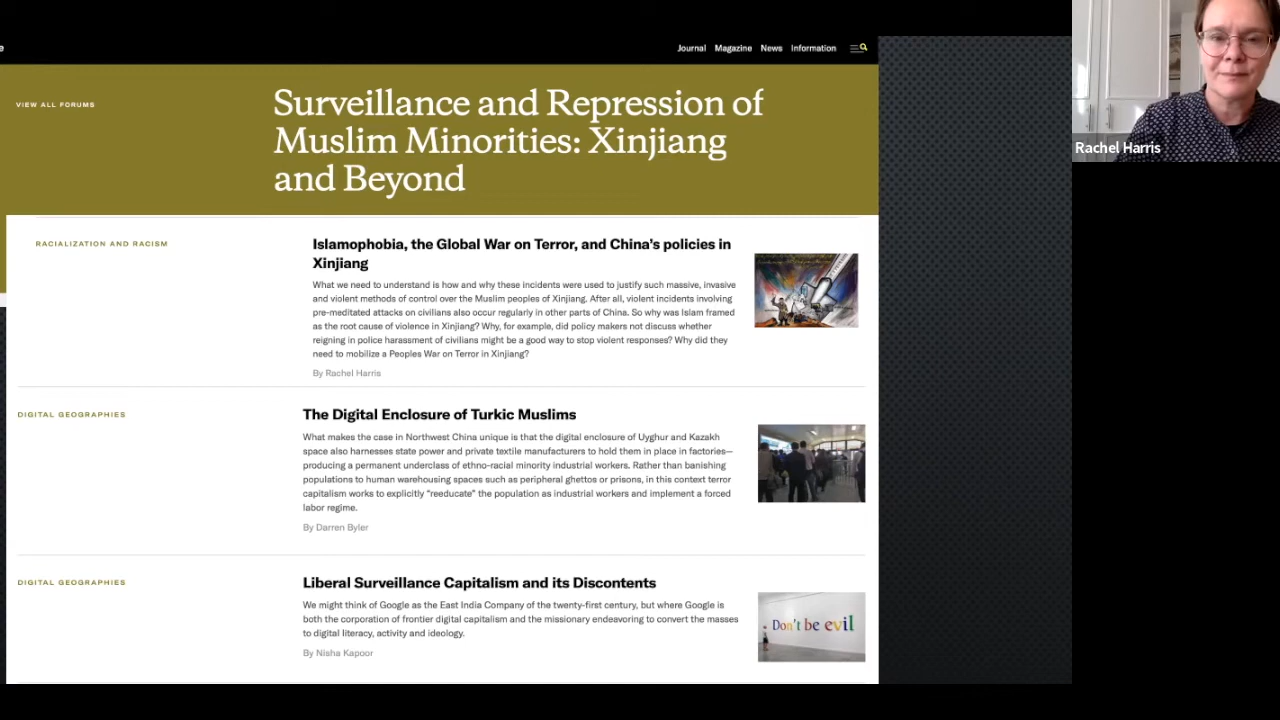 e
Journal Magazine News Information
VIEW ALL FORUMS
Surveillance and Repression of
Muslim Minorities: Xinjiang
and Beyond
Rachel Harris
RACIALIZATION AND RACISM
Islamophobia, the Global War on Terror, and China's policies in
Xinjiang
What we need to understand is how and why these incidents were used to justify such massive, invasive
and violent methods of control over the Muslim peoples of Xinjiang. After all, violent incidents involving
pre-meditated attacks on civilians also occur regularly in other parts of China. So why was Islam framed
as the root cause of violence in Xinjiang? Why, for example, did policy makers not discuss whether
reigning in police harassment of civilians might be a good way to stop violent responses? Why did they
need to mobilize a Peoples War on Terror in Xinjiang?
By Rachel Harris
DIGITAL GEOGRAPHIES
The Digital Enclosure of Turkic Muslims
What makes the case in Northwest China unique is that the digital enclosure of Uyghur and Kazakh
space also harnesses state power and private textile manufacturers to hold them in place in factories—
producing a permanent underclass of ethno-racial minority industrial workers. Rather than banishing
populations to human warehousing spaces such as peripheral ghettos or prisons, in this context terror
capitalism works to explicitly "reeducate" the population as industrial workers and implement a forced
labor regime.
By Darren Byler
DIGITAL GEOGRAPHIES
Liberal Surveillance Capitalism and its Discontents
We might think of Google as the East India Company of the twenty-first century, but where Google is
both the corporation of frontier digital capitalism and the missionary endeavoring to convert the masses
to digital literacy, activity and ideology.
By Nisha Kapoor
Don't be evil